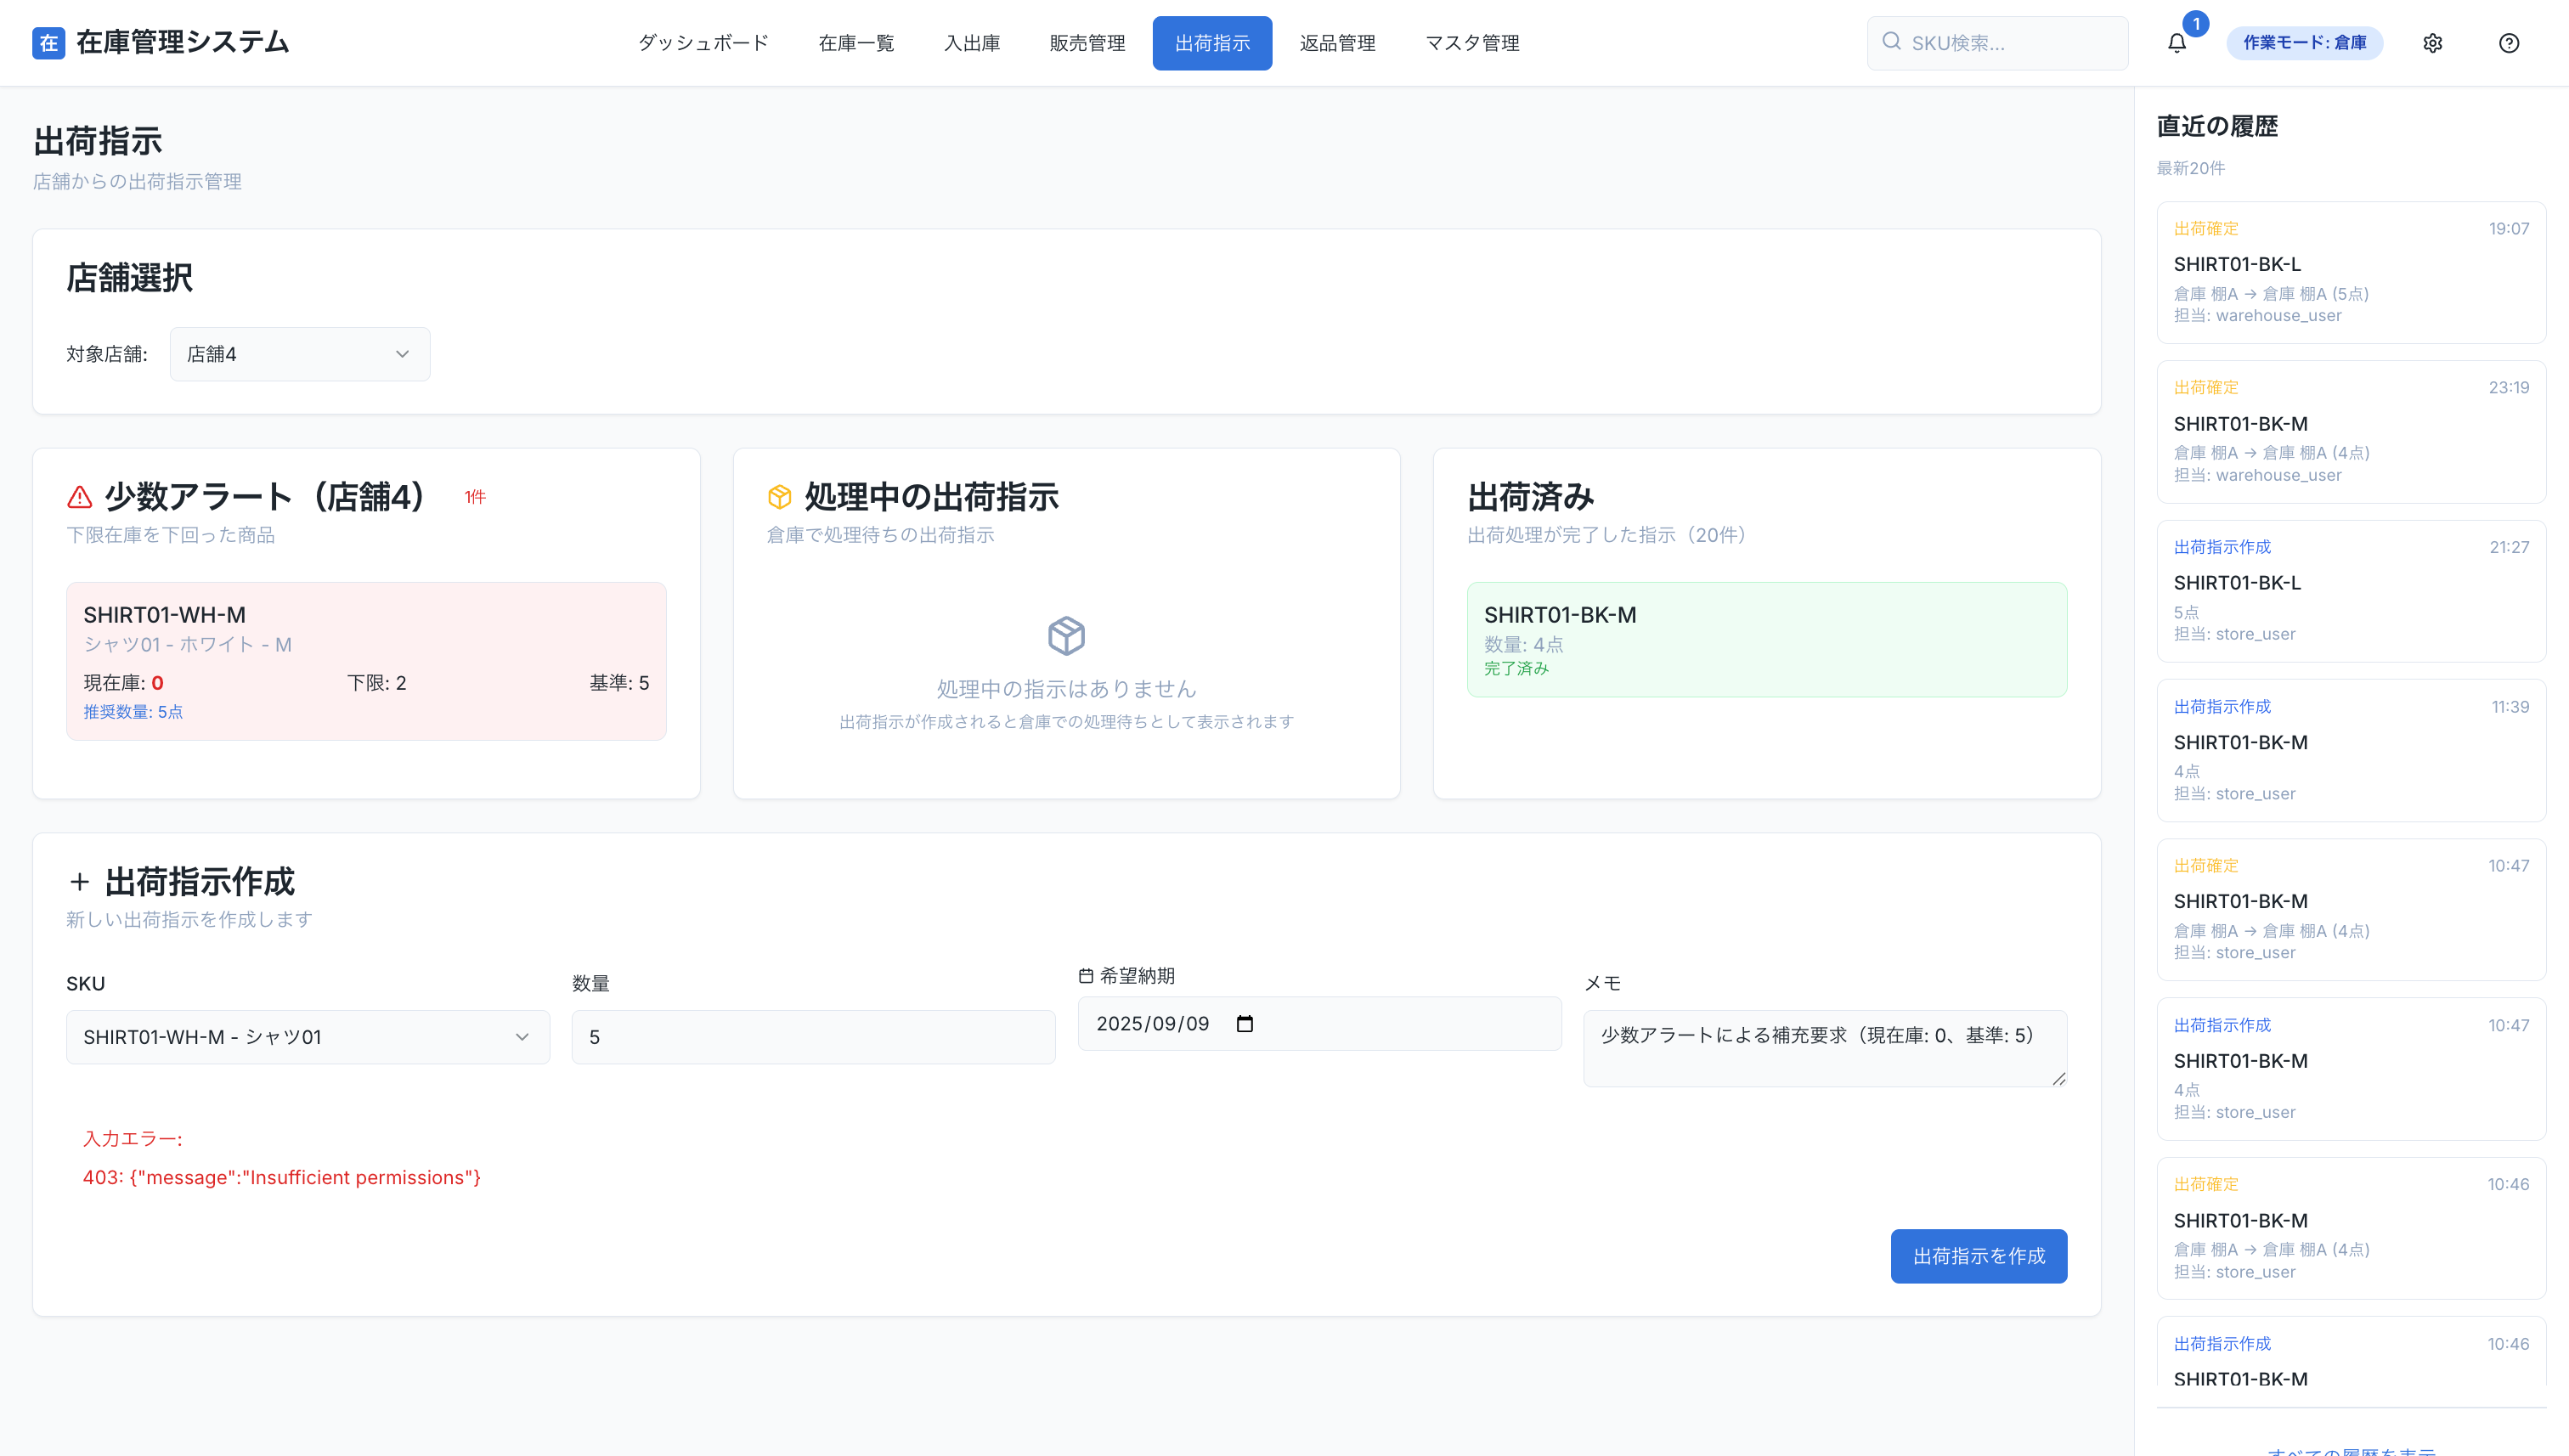 在 在庫管理システム
ダッシュボード 在庫一覧 入出庫 販売管理 出荷指示 返品管理 マスタ管理
SKU検索...
1
作業モード: 倉庫
出荷指示
店舗からの出荷指示管理
店舗選択
対象店舗: 店舗4
少数アラート（店舗4） 1件
下限在庫を下回った商品
SHIRT01-WH-M
シャツ01 - ホワイト - M
現在庫: 0 下限: 2 基準: 5
推奨数量: 5点
処理中の出荷指示
倉庫で処理待ちの出荷指示
処理中の指示はありません
出荷指示が作成されると倉庫での処理待ちとして表示されます
出荷済み
出荷処理が完了した指示（20件）
SHIRT01-BK-M
数量: 4点
完了済み
出荷指示作成
新しい出荷指示を作成します
SKU
SHIRT01-WH-M - シャツ01
数量
5
希望納期
2025/09/09
メモ
少数アラートによる補充要求（現在庫: 0、基準: 5）
入力エラー:
403: {"message":"Insufficient permissions"}
出荷指示を作成
直近の履歴
最新20件
出荷確定 19:07
SHIRT01-BK-L
倉庫 棚A → 倉庫 棚A (5点)
担当: warehouse_user
出荷確定 23:19
SHIRT01-BK-M
倉庫 棚A → 倉庫 棚A (4点)
担当: warehouse_user
出荷指示作成 21:27
SHIRT01-BK-L
5点
担当: store_user
出荷指示作成 11:39
SHIRT01-BK-M
4点
担当: store_user
出荷確定 10:47
SHIRT01-BK-M
倉庫 棚A → 倉庫 棚A (4点)
担当: store_user
出荷指示作成 10:47
SHIRT01-BK-M
4点
担当: store_user
出荷確定 10:46
SHIRT01-BK-M
倉庫 棚A → 倉庫 棚A (4点)
担当: store_user
出荷指示作成 10:46
SHIRT01-BK-M
すべての履歴を表示